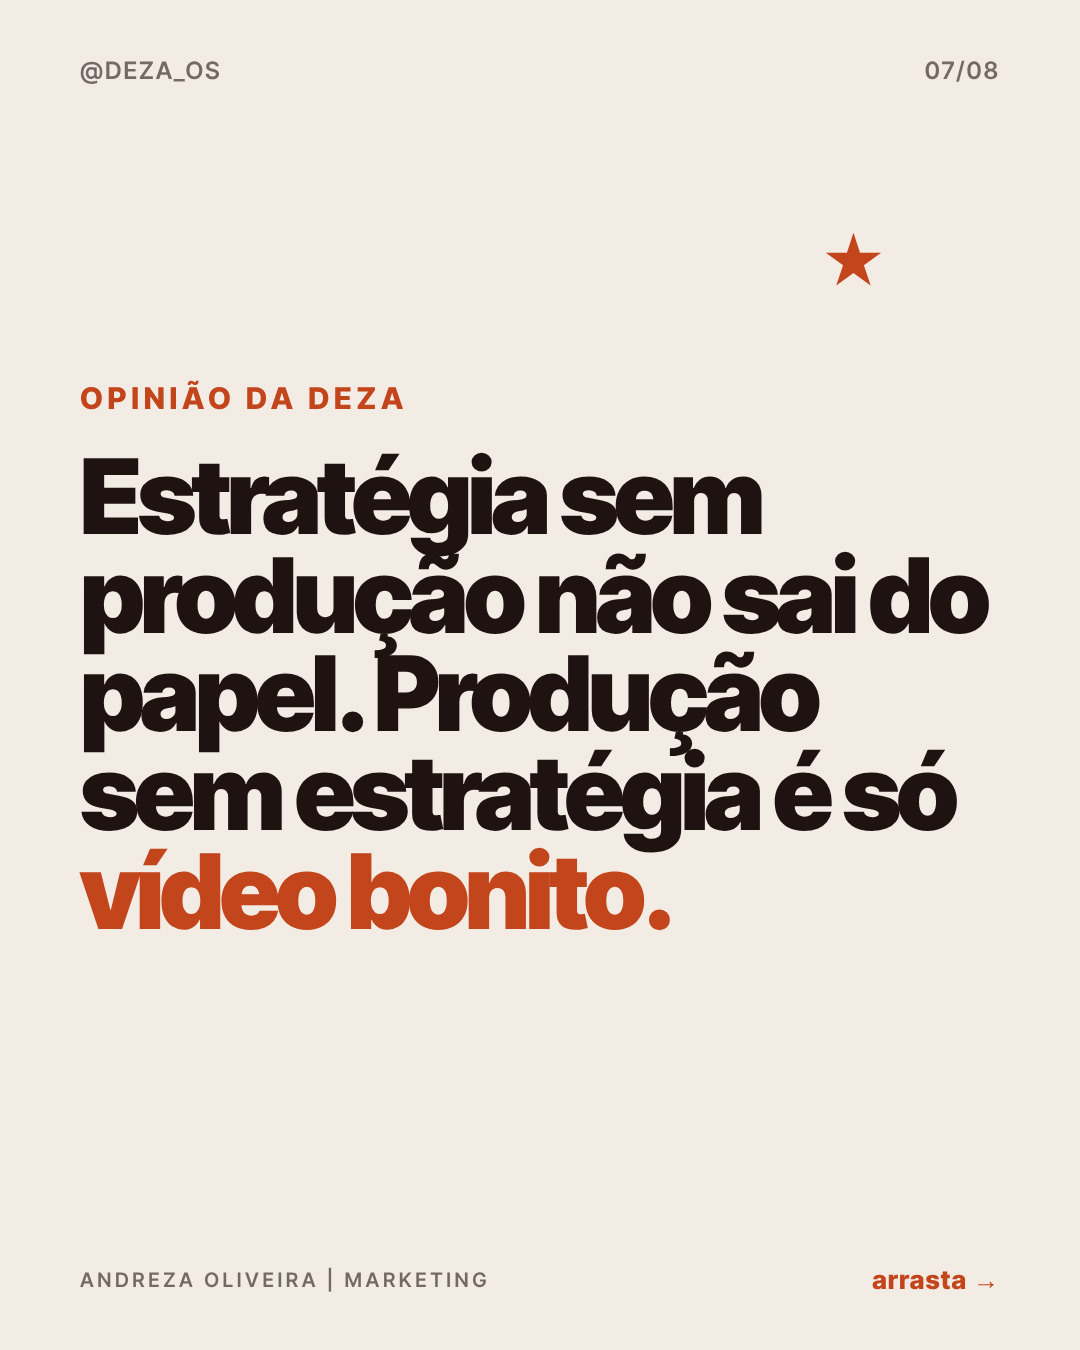 @DEZA_OS
07/08
OPINIÃO DA DEZA
Estratégia sem
produção não sai do
papel. Produção
sem estratégia é só
vídeo bonito.
ANDREZA OLIVEIRA | MARKETING
arrasta →